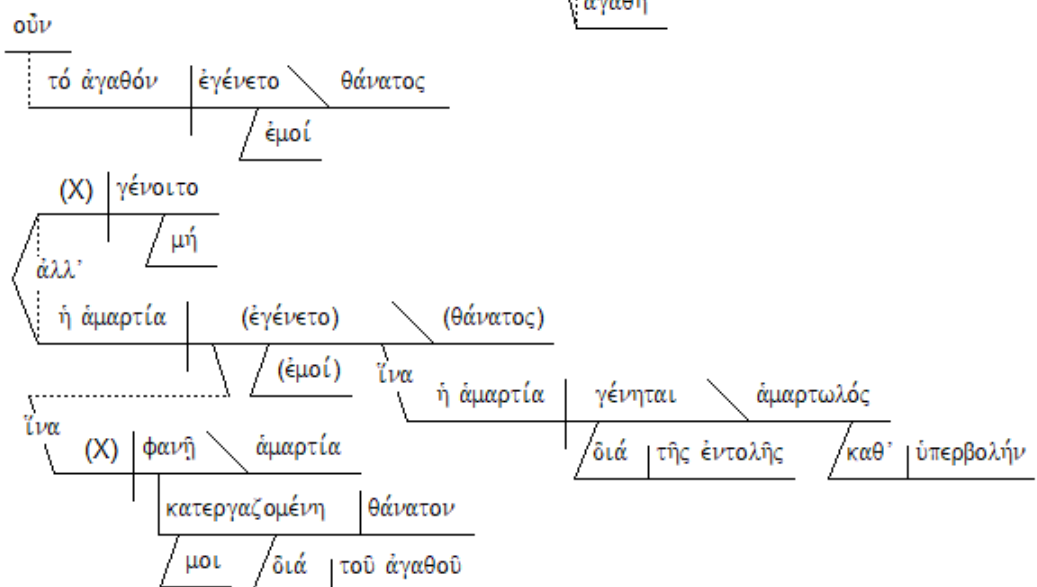 ἀγαθή
οὖν
τό ἀγαθόν ἐγένετο θάνατος
ἐμοί
(X) γένοιτο
μή
ἀλλ’
ἡ ἁμαρτία (ἐγένετο) (θάνατος)
(ἐμοί) ἵνα
ἡ ἁμαρτία γένηται ἁμαρτωλός
ἵνα
(X) φανῇ ἁμαρτία
διά τῆς ἐντολῆς καθ’ ὑπερβολήν
κατεργαζομένη θάνατον
μοι διά τοῦ ἀγαθοῦ